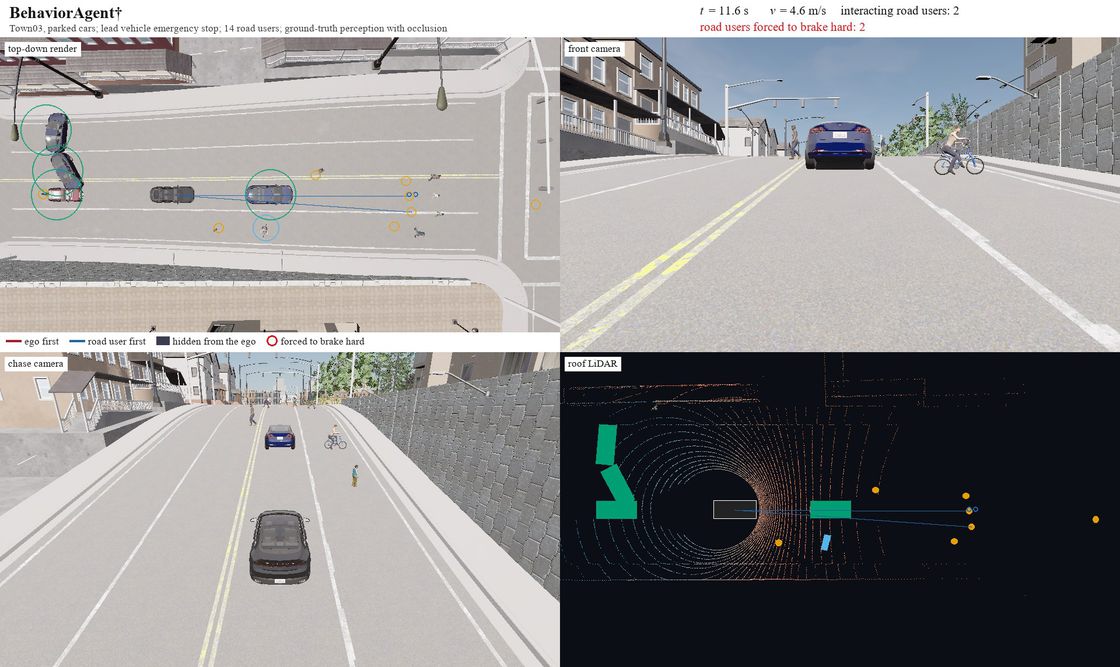 BehaviorAgent†
Town03, parked cars; lead vehicle emergency stop; 14 road users; ground-truth perception with occlusion
t = 11.6 s v = 4.6 m/s interacting road users: 2
road users forced to brake hard: 2
top-down render
front camera
ego first road user first hidden from the ego forced to brake hard
chase camera
roof LiDAR